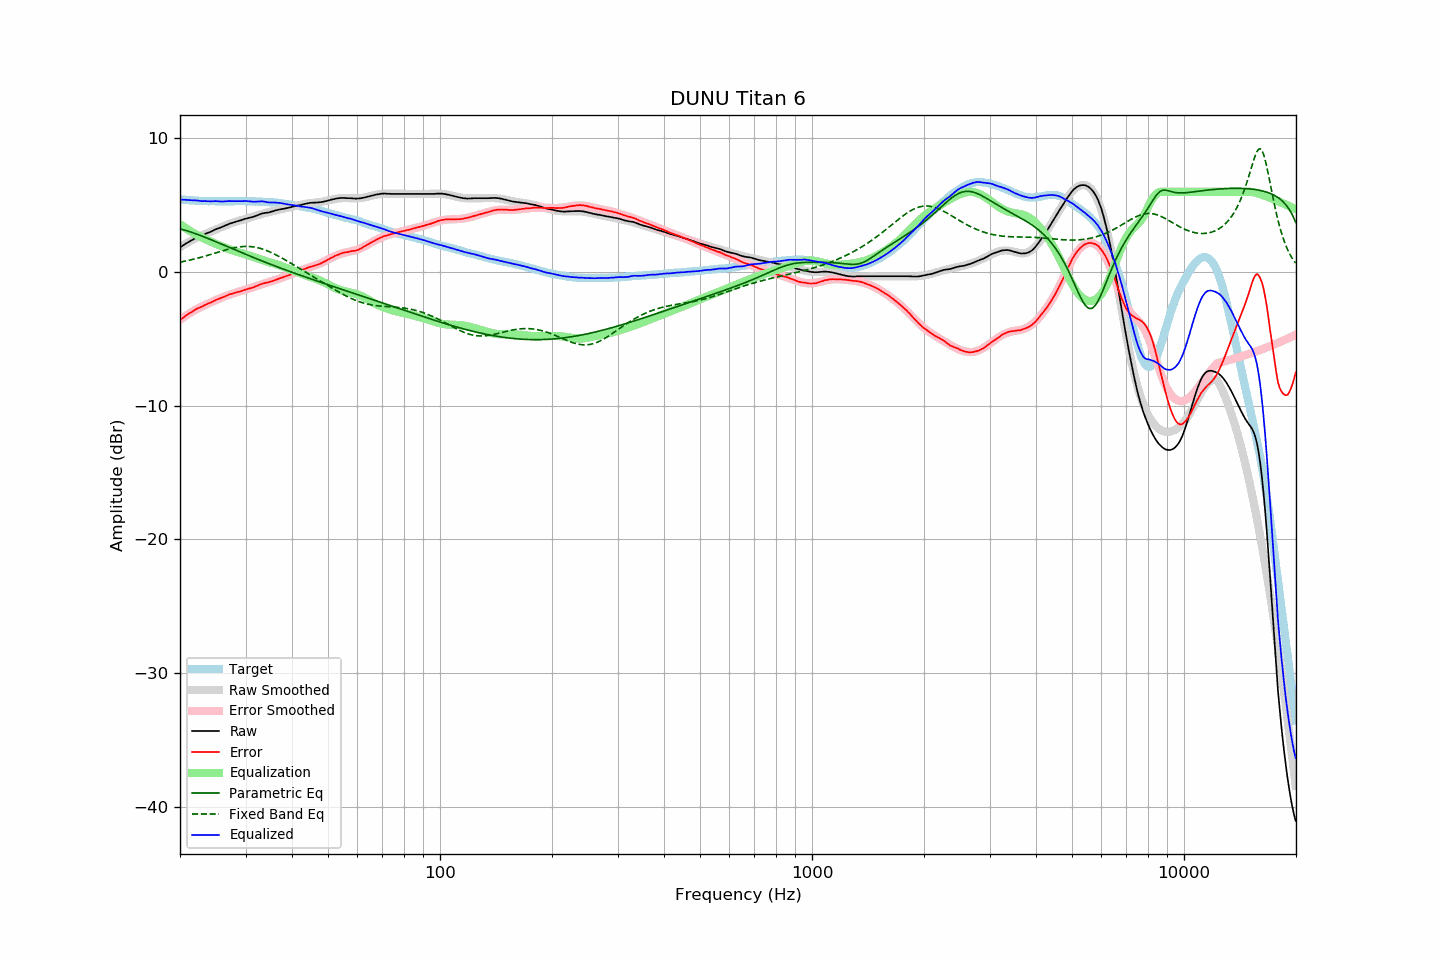 DUNU Titan 6
10
0
−10
−20
−30
−40
Amplitude (dBr)
Target
Raw Smoothed
Error Smoothed
Raw
Error
Equalization
Parametric Eq
Fixed Band Eq
Equalized
100
1000
10000
Frequency (Hz)